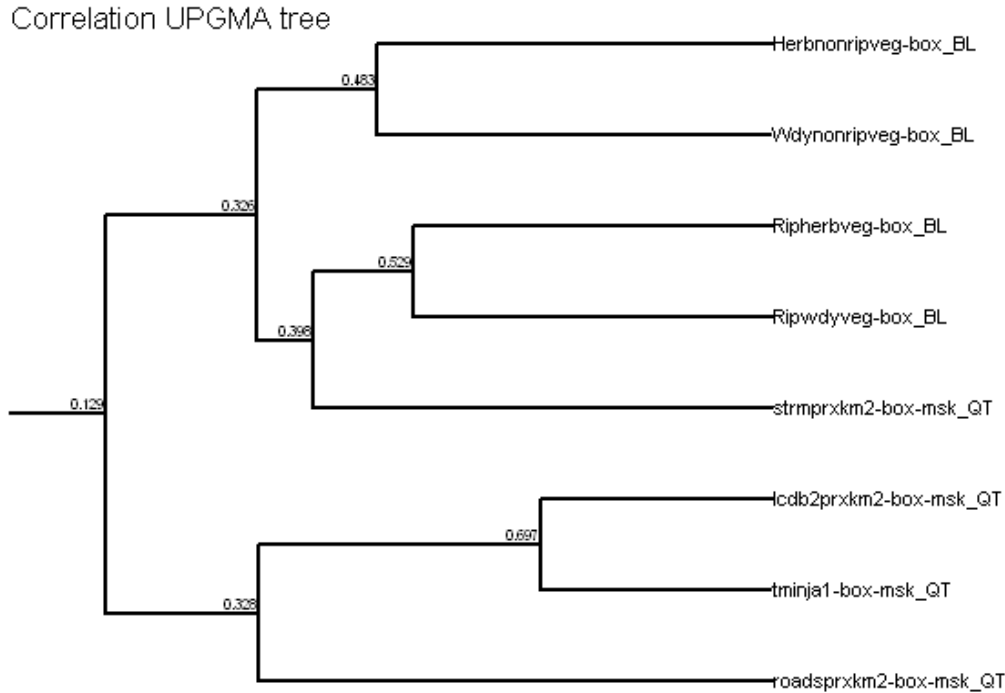 Correlation UPGMA tree
Herbnonripveg-box_BL
0.483
Wdynonripveg-box_BL
0.326
Ripherbveg-box_BL
0.529
Ripwdyveg-box_BL
0.398
strmprxkm2-box-msk_QT
0.129
lcdb2prxkm2-box-msk_QT
0.697
tminja1-box-msk_QT
0.328
roadsprxkm2-box-msk_QT